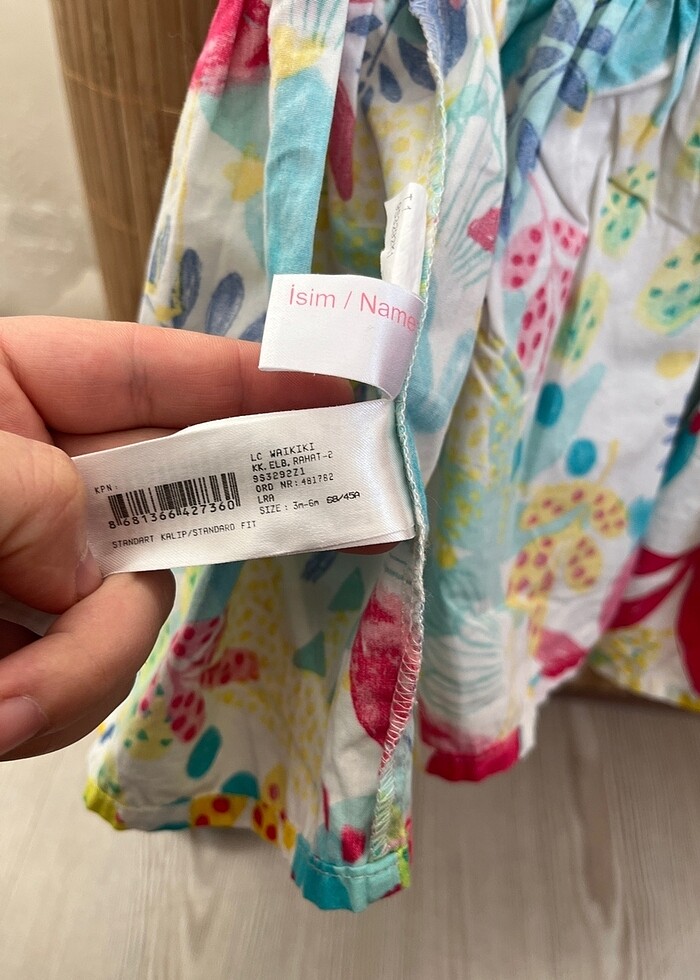 İsim / Name
KPN:
8 681366 427360
LC WAIKIKI
KK.ELB.RAHAT-2
9S3292Z1
ORD NR: 481782
LRA
SIZE : 3m-6m 68/45A
STANDART KALIP/STANDARD FIT